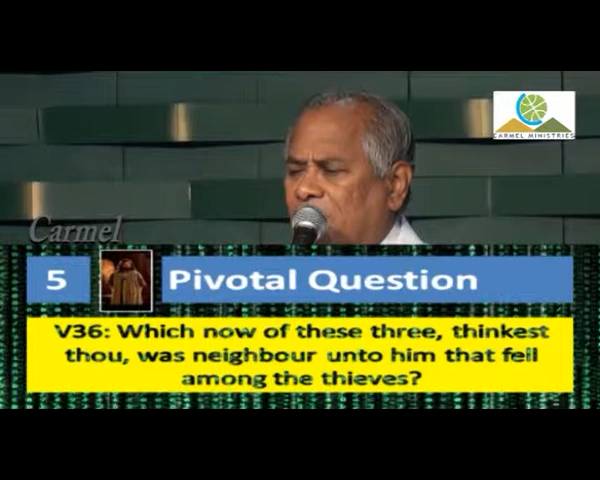 CARMEL MINISTRIES
Carmel
5
Pivotal Question
V36: Which now of these three, thinkest
thou, was neighbour unto him that fell
among the thieves?